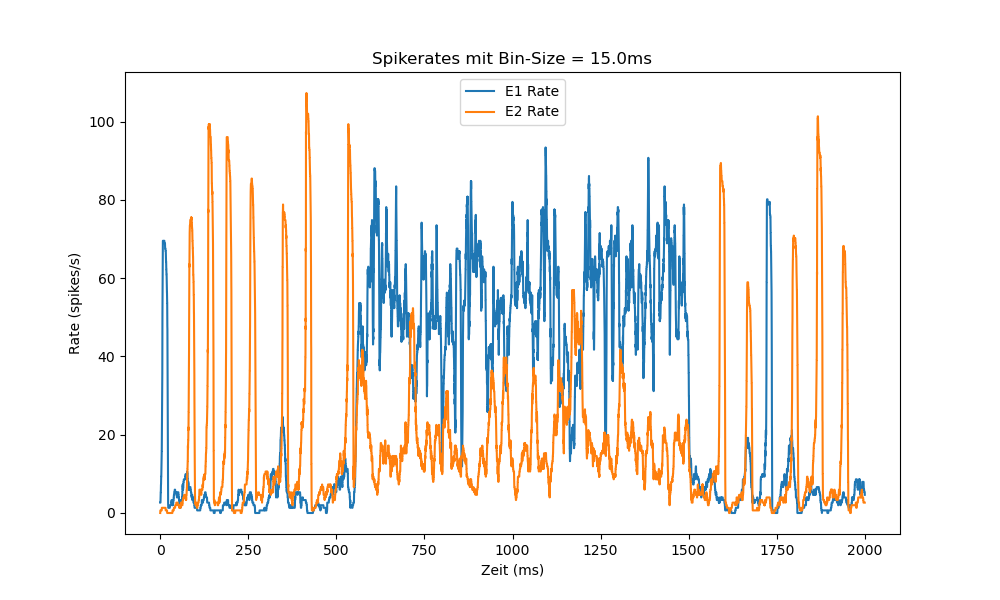 Spikerates mit Bin-Size = 15.0ms
E1 Rate
E2 Rate
100
80
60
40
20
0
Rate (spikes/s)
0 250 500 750 1000 1250 1500 1750 2000
Zeit (ms)